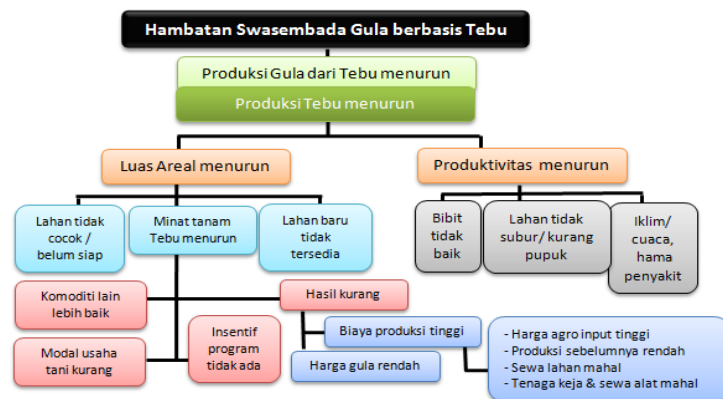 Hambatan Swasembada Gula berbasis Tebu
Produksi Gula dari Tebu menurun
Produksi Tebu menurun
Luas Areal menurun
Produktivitas menurun
Lahan tidak
cocok /
belum siap
Minat tanam
Tebu menurun
Lahan baru
tidak
tersedia
Bibit
tidak
baik
Lahan tidak
subur/ kurang
pupuk
Iklim/
cuaca,
hama
penyakit
Komoditi lain
lebih baik
Hasil kurang
Modal usaha
tani kurang
Insentif
program
tidak ada
Biaya produksi tinggi
Harga gula rendah
- Harga agro input tinggi
- Produksi sebelumnya rendah
- Sewa lahan mahal
- Tenaga keja & sewa alat mahal